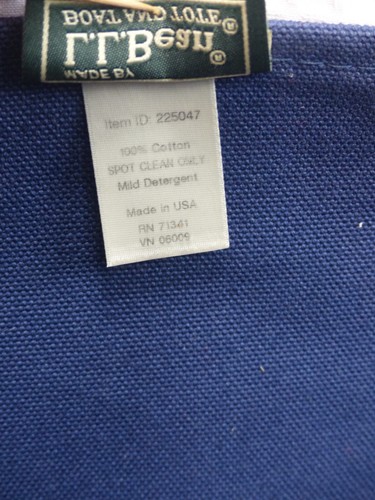 MADE BY
L.L.Bean®
BOAT AND TOTE®
Item ID: 225047
100% Cotton
SPOT CLEAN ONLY
Mild Detergent
Made in USA
RN 71341
VN 06009